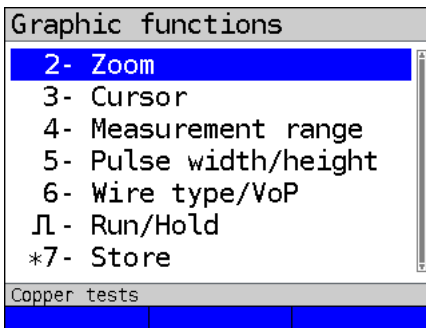 Graphic functions
2- Zoom
3- Cursor
4- Measurement range
5- Pulse width/height
6- Wire type/VoP
⎍- Run/Hold
*7- Store
Copper tests